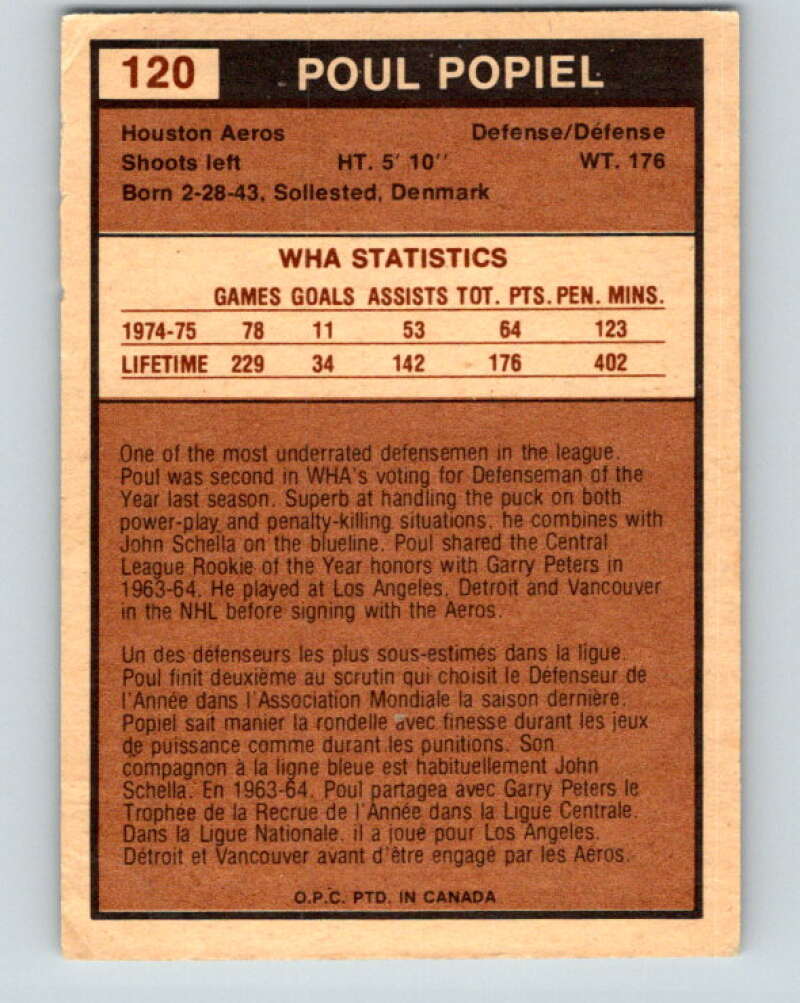 120 POUL POPIEL
Houston Aeros Defense/Défense
Shoots left HT. 5' 10'' WT. 176
Born 2-28-43, Sollested, Denmark
WHA STATISTICS
GAMES GOALS ASSISTS TOT. PTS. PEN. MINS.
1974-75 78 11 53 64 123
LIFETIME 229 34 142 176 402
One of the most underrated defensemen in the league.
Poul was second in WHA's voting for Defenseman of the
Year last season. Superb at handling the puck on both
power-play and penalty-killing situations, he combines with
John Schella on the blueline. Poul shared the Central
League Rookie of the Year honors with Garry Peters in
1963-64. He played at Los Angeles, Detroit and Vancouver
in the NHL before signing with the Aeros.
Un des défenseurs les plus sous-estimés dans la ligue.
Poul finit deuxième au scrutin qui choisit le Défenseur de
l'Année dans l'Association Mondiale la saison dernière.
Popiel sait manier la rondelle avec finesse durant les jeux
de puissance comme durant les punitions. Son
compagnon à la ligne bleue est habituellement John
Schella. En 1963-64, Poul partagea avec Garry Peters le
Trophée de la Recrue de l'Année dans la Ligue Centrale.
Dans la Ligue Nationale, il a joué pour Los Angeles,
Détroit et Vancouver avant d'être engagé par les Aéros.
O.P.C. PTD. IN CANADA